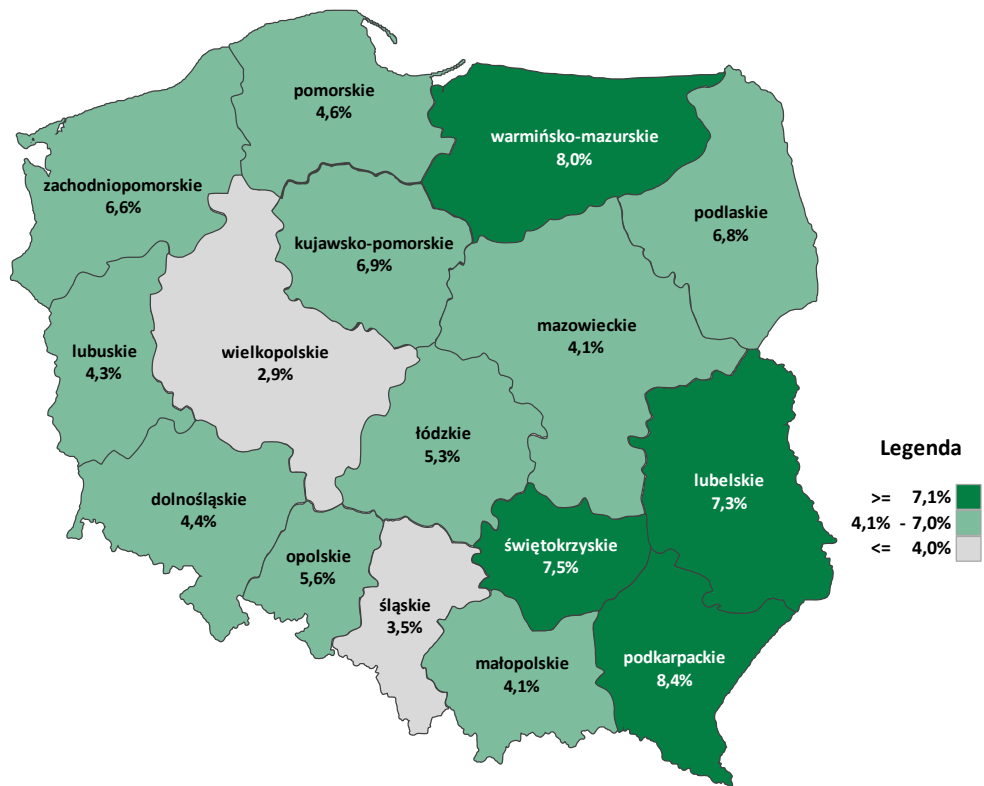 pomorskie
4,6%
warmińsko-mazurskie
8,0%
zachodniopomorskie
6,6%
podlaskie
6,8%
kujawsko-pomorskie
6,9%
mazowieckie
4,1%
lubuskie
4,3%
wielkopolskie
2,9%
łódzkie
5,3%
lubelskie
7,3%
dolnośląskie
4,4%
opolskie
5,6%
świętokrzyskie
7,5%
śląskie
3,5%
małopolskie
4,1%
podkarpackie
8,4%
Legenda
>= 7,1%
4,1% - 7,0%
<= 4,0%